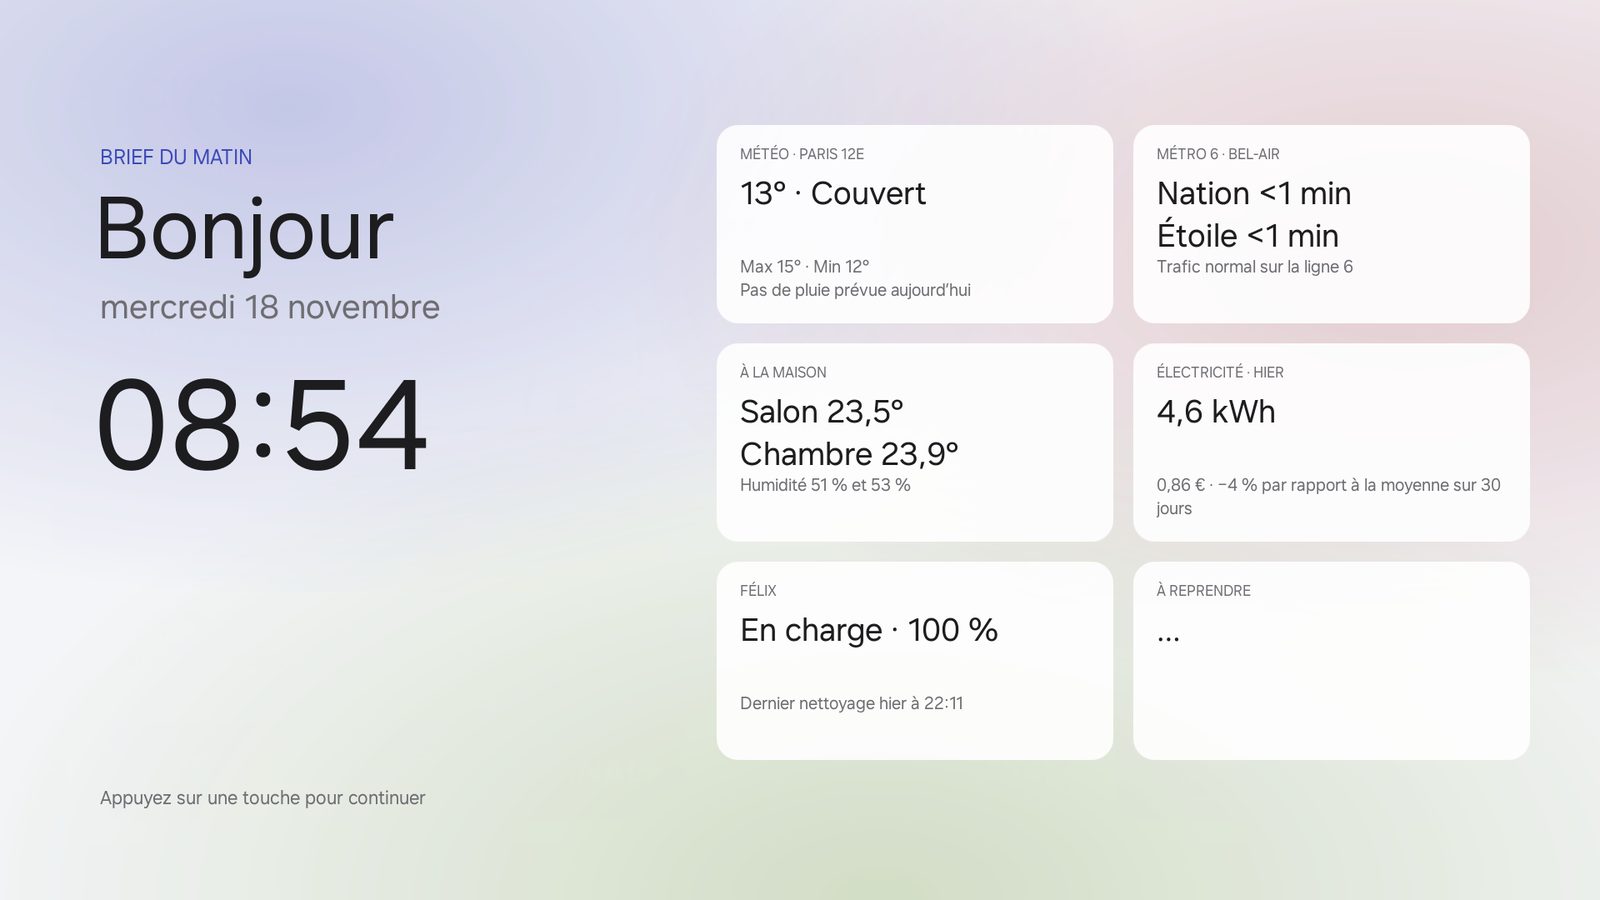 BRIEF DU MATIN
Bonjour
mercredi 18 novembre
08:54
Appuyez sur une touche pour continuer
MÉTÉO · PARIS 12E
13° · Couvert
Max 15° · Min 12°
Pas de pluie prévue aujourd’hui
MÉTRO 6 · BEL-AIR
Nation <1 min
Étoile <1 min
Trafic normal sur la ligne 6
À LA MAISON
Salon 23,5°
Chambre 23,9°
Humidité 51 % et 53 %
ÉLECTRICITÉ · HIER
4,6 kWh
0,86 € · −4 % par rapport à la moyenne sur 30
jours
FÉLIX
En charge · 100 %
Dernier nettoyage hier à 22:11
À REPRENDRE
…